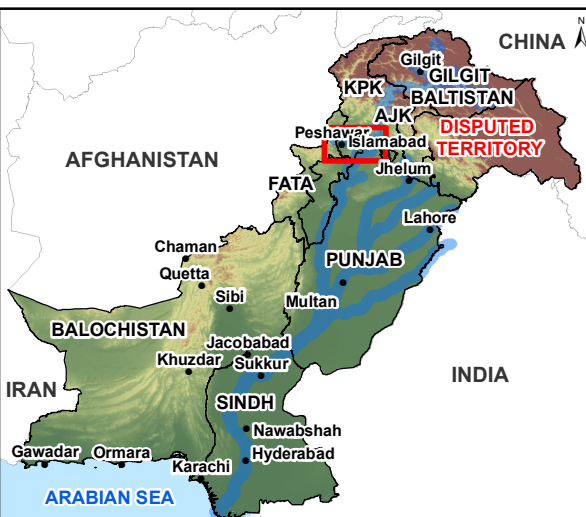 N
CHINA
Gilgit
GILGIT
BALTISTAN
KPK
AJK
Peshawar
Islamabad
DISPUTED
TERRITORY
AFGHANISTAN
Jhelum
FATA
Lahore
Chaman
PUNJAB
Quetta
Sibi
Multan
BALOCHISTAN
Jacobabad
Khuzdar
Sukkur
INDIA
IRAN
SINDH
Nawabshah
Gawadar
Ormara
Hyderabad
Karachi
ARABIAN SEA